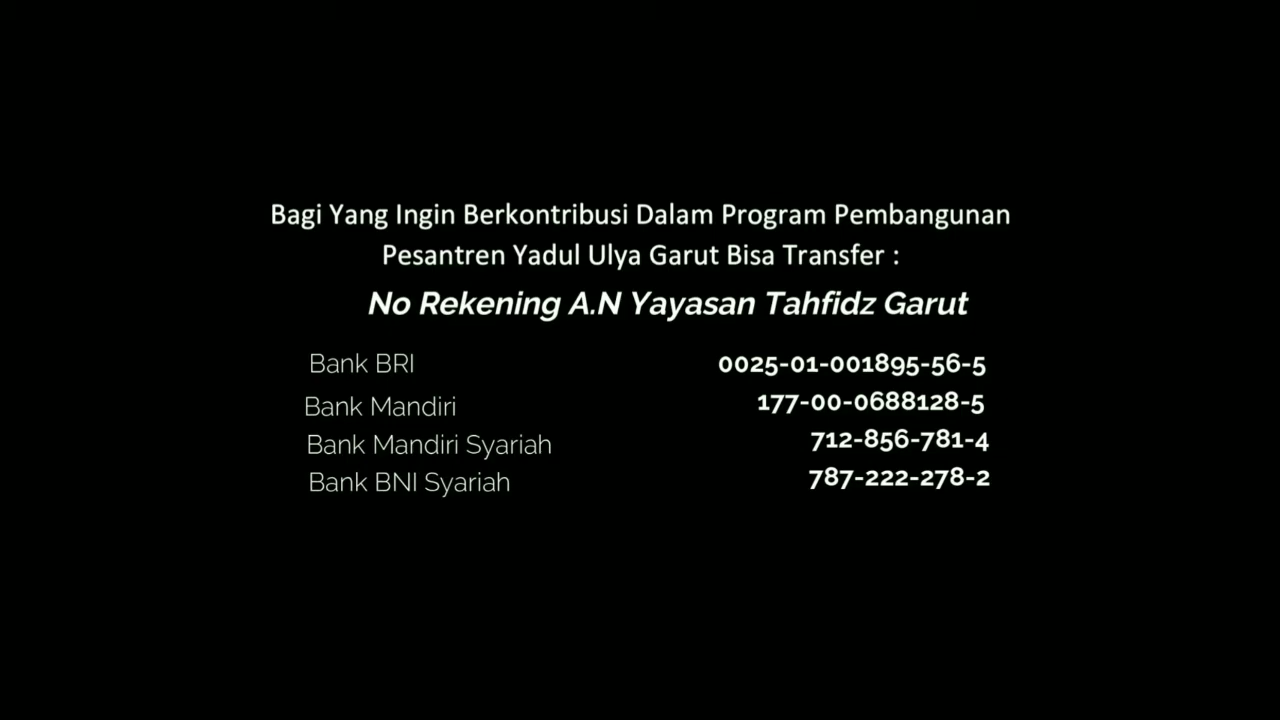 Bagi Yang Ingin Berkontribusi Dalam Program Pembangunan
Pesantren Yadul Ulya Garut Bisa Transfer :
No Rekening A.N Yayasan Tahfidz Garut
Bank BRI 0025-01-001895-56-5
Bank Mandiri 177-00-0688128-5
Bank Mandiri Syariah 712-856-781-4
Bank BNI Syariah 787-222-278-2